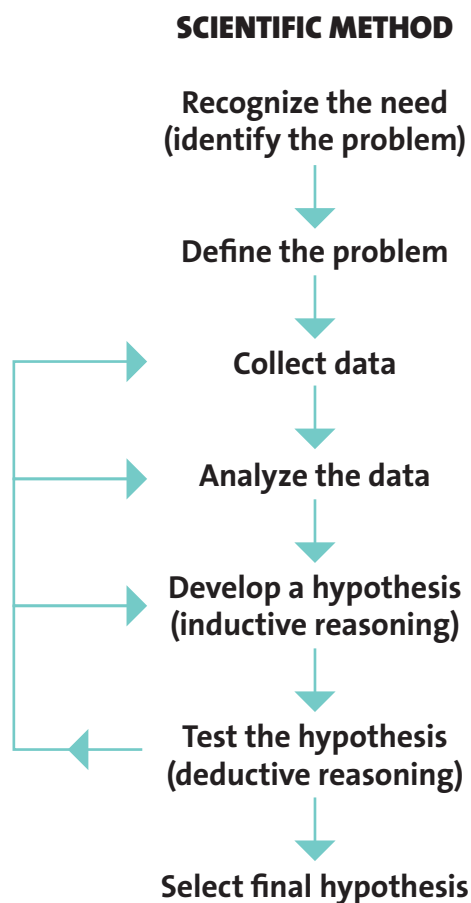 SCIENTIFIC METHOD
Recognize the need
(identify the problem)
Define the problem
Collect data
Analyze the data
Develop a hypothesis
(inductive reasoning)
Test the hypothesis
(deductive reasoning)
Select final hypothesis